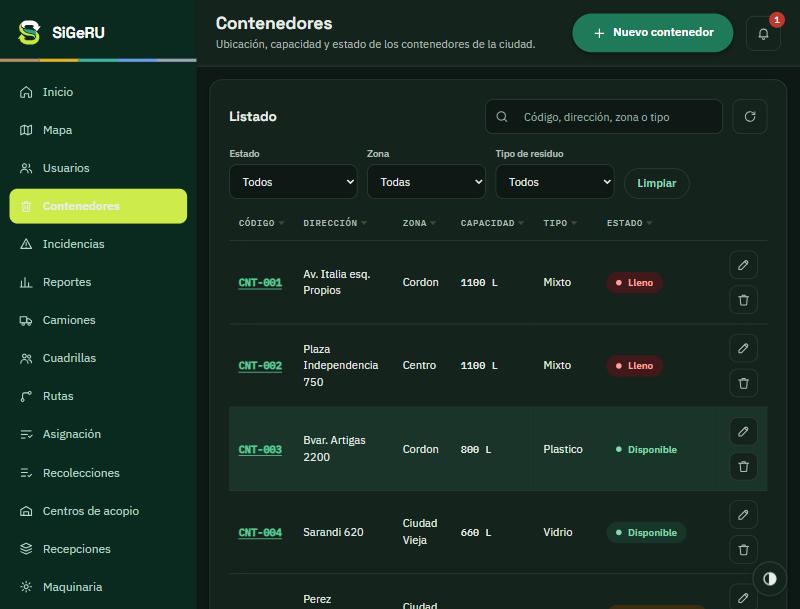 SiGeRU
Contenedores
Ubicación, capacidad y estado de los contenedores de la ciudad.
Nuevo contenedor
1
Inicio
Mapa
Usuarios
Contenedores
Incidencias
Reportes
Camiones
Cuadrillas
Rutas
Asignación
Recolecciones
Centros de acopio
Recepciones
Maquinaria
Listado
Código, dirección, zona o tipo
Estado Zona Tipo de residuo
Todos Todas Todos Limpiar
CÓDIGO DIRECCIÓN ZONA CAPACIDAD TIPO ESTADO
CNT-001 Av. Italia esq. Propios Cordon 1100 L Mixto Lleno
CNT-002 Plaza Independencia 750 Centro 1100 L Mixto Lleno
CNT-003 Bvar. Artigas 2200 Cordon 800 L Plastico Disponible
CNT-004 Sarandi 620 Ciudad Vieja 660 L Vidrio Disponible
Perez Ciudad